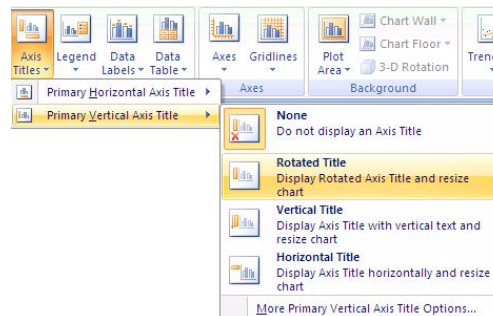 Axis Titles
Legend
Data Labels
Data Table
Axes
Gridlines
Plot Area
Chart Wall
Chart Floor
3-D Rotation
Axes
Background
Primary Horizontal Axis Title
Primary Vertical Axis Title
None
Do not display an Axis Title
Rotated Title
Display Rotated Axis Title and resize
chart
Vertical Title
Display Axis Title with vertical text and
resize chart
Horizontal Title
Display Axis Title horizontally and resize
chart
More Primary Vertical Axis Title Options...